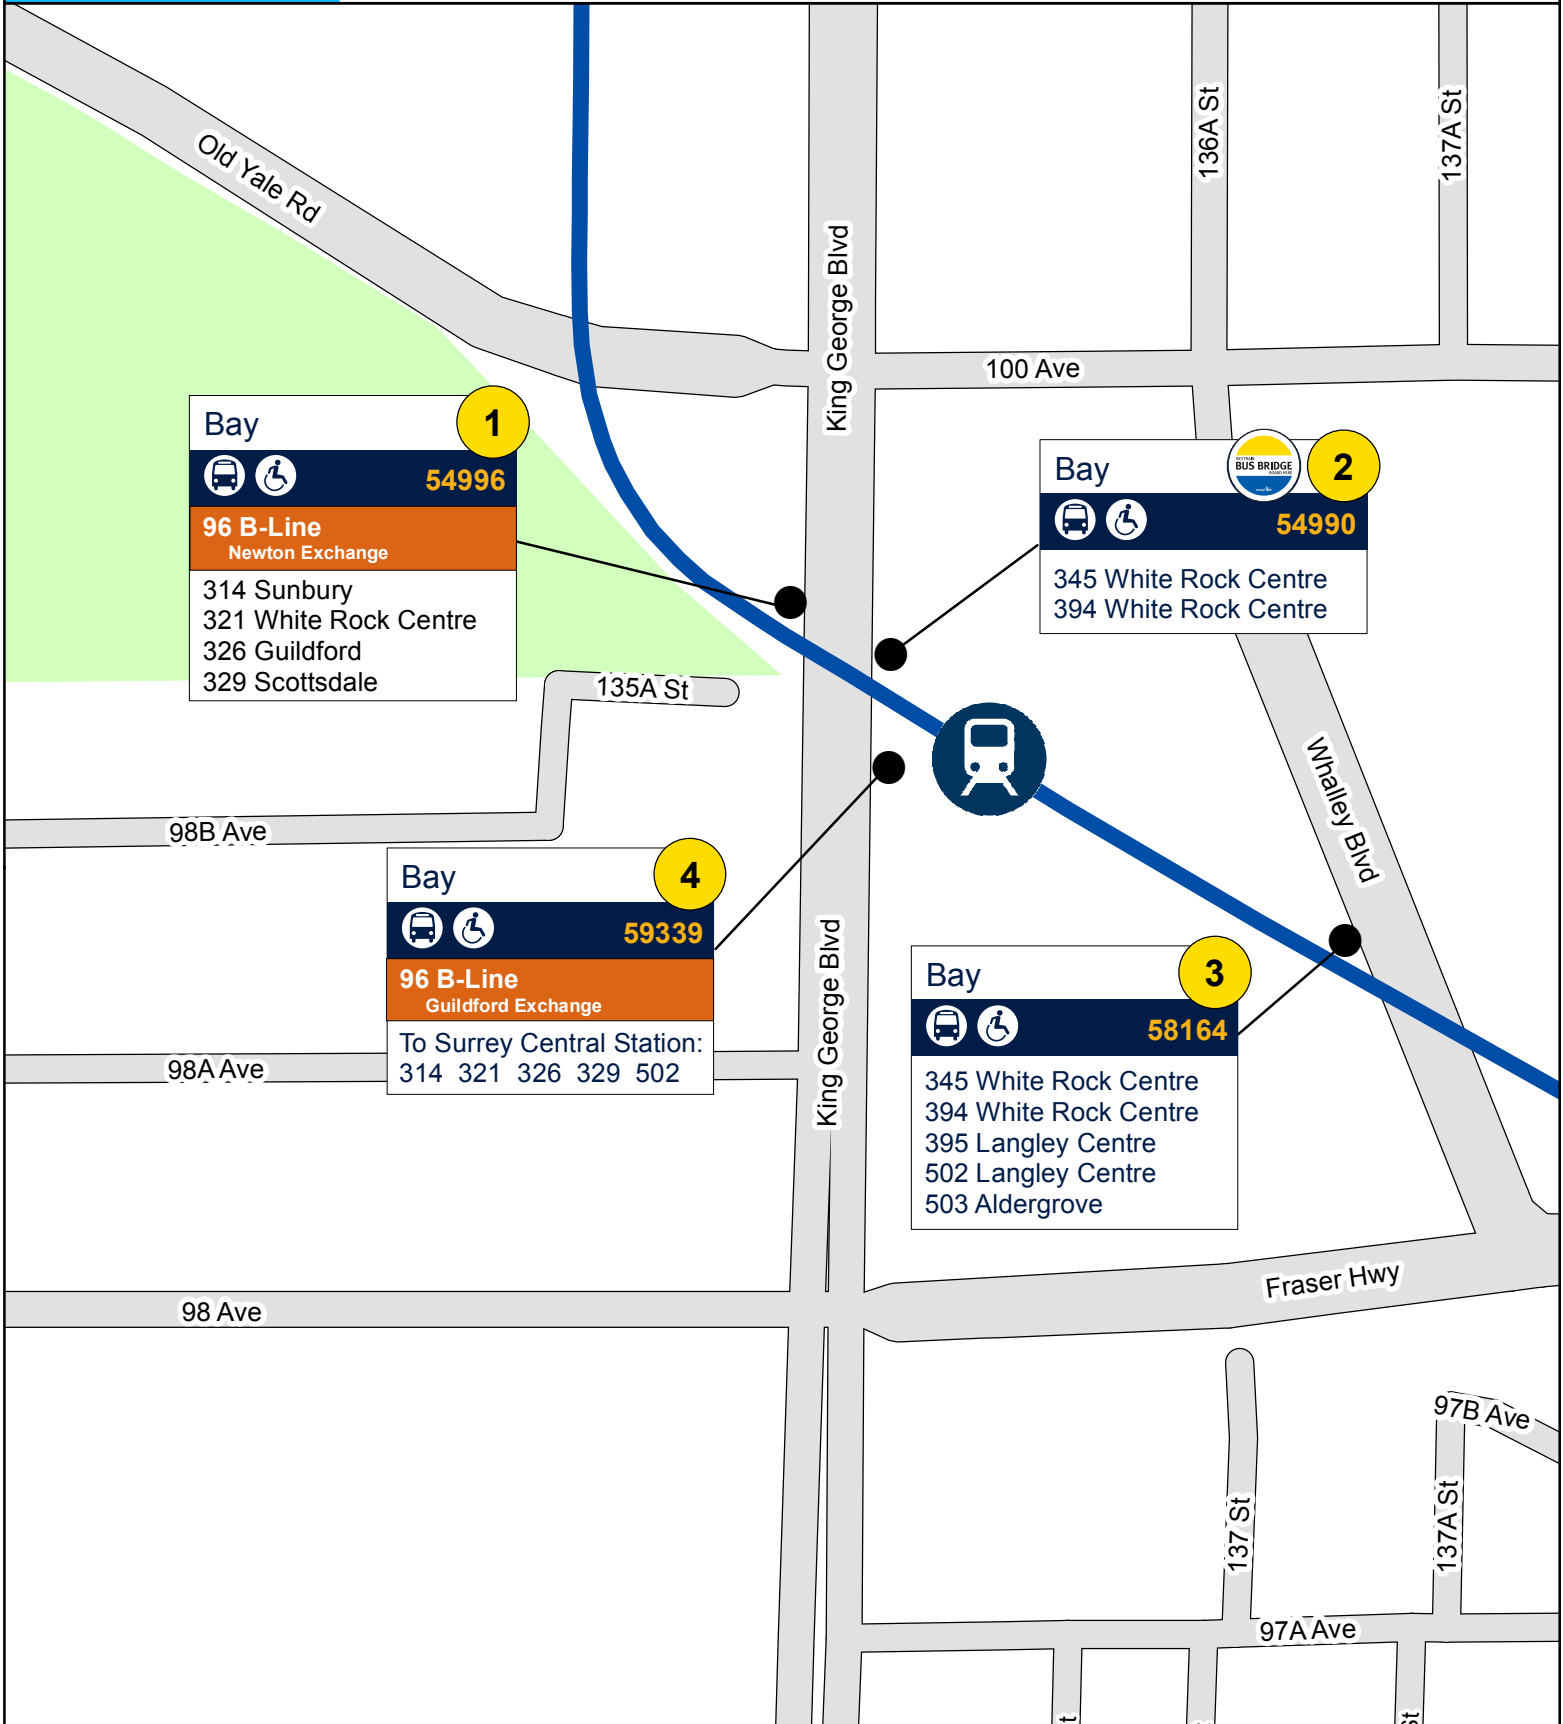 136A St
137A St
Old Yale Rd
King George Blvd
100 Ave
Bay 1
54996
96 B-Line
Newton Exchange
314 Sunbury
321 White Rock Centre
326 Guildford
329 Scottsdale
Bay 2
BUS BRIDGE
54990
345 White Rock Centre
394 White Rock Centre
135A St
Whalley Blvd
98B Ave
Bay 4
59339
96 B-Line
Guildford Exchange
To Surrey Central Station:
314 321 326 329 502
King George Blvd
Bay 3
58164
345 White Rock Centre
394 White Rock Centre
395 Langley Centre
502 Langley Centre
503 Aldergrove
98A Ave
98 Ave
Fraser Hwy
97B Ave
137 St
137A St
97A Ave